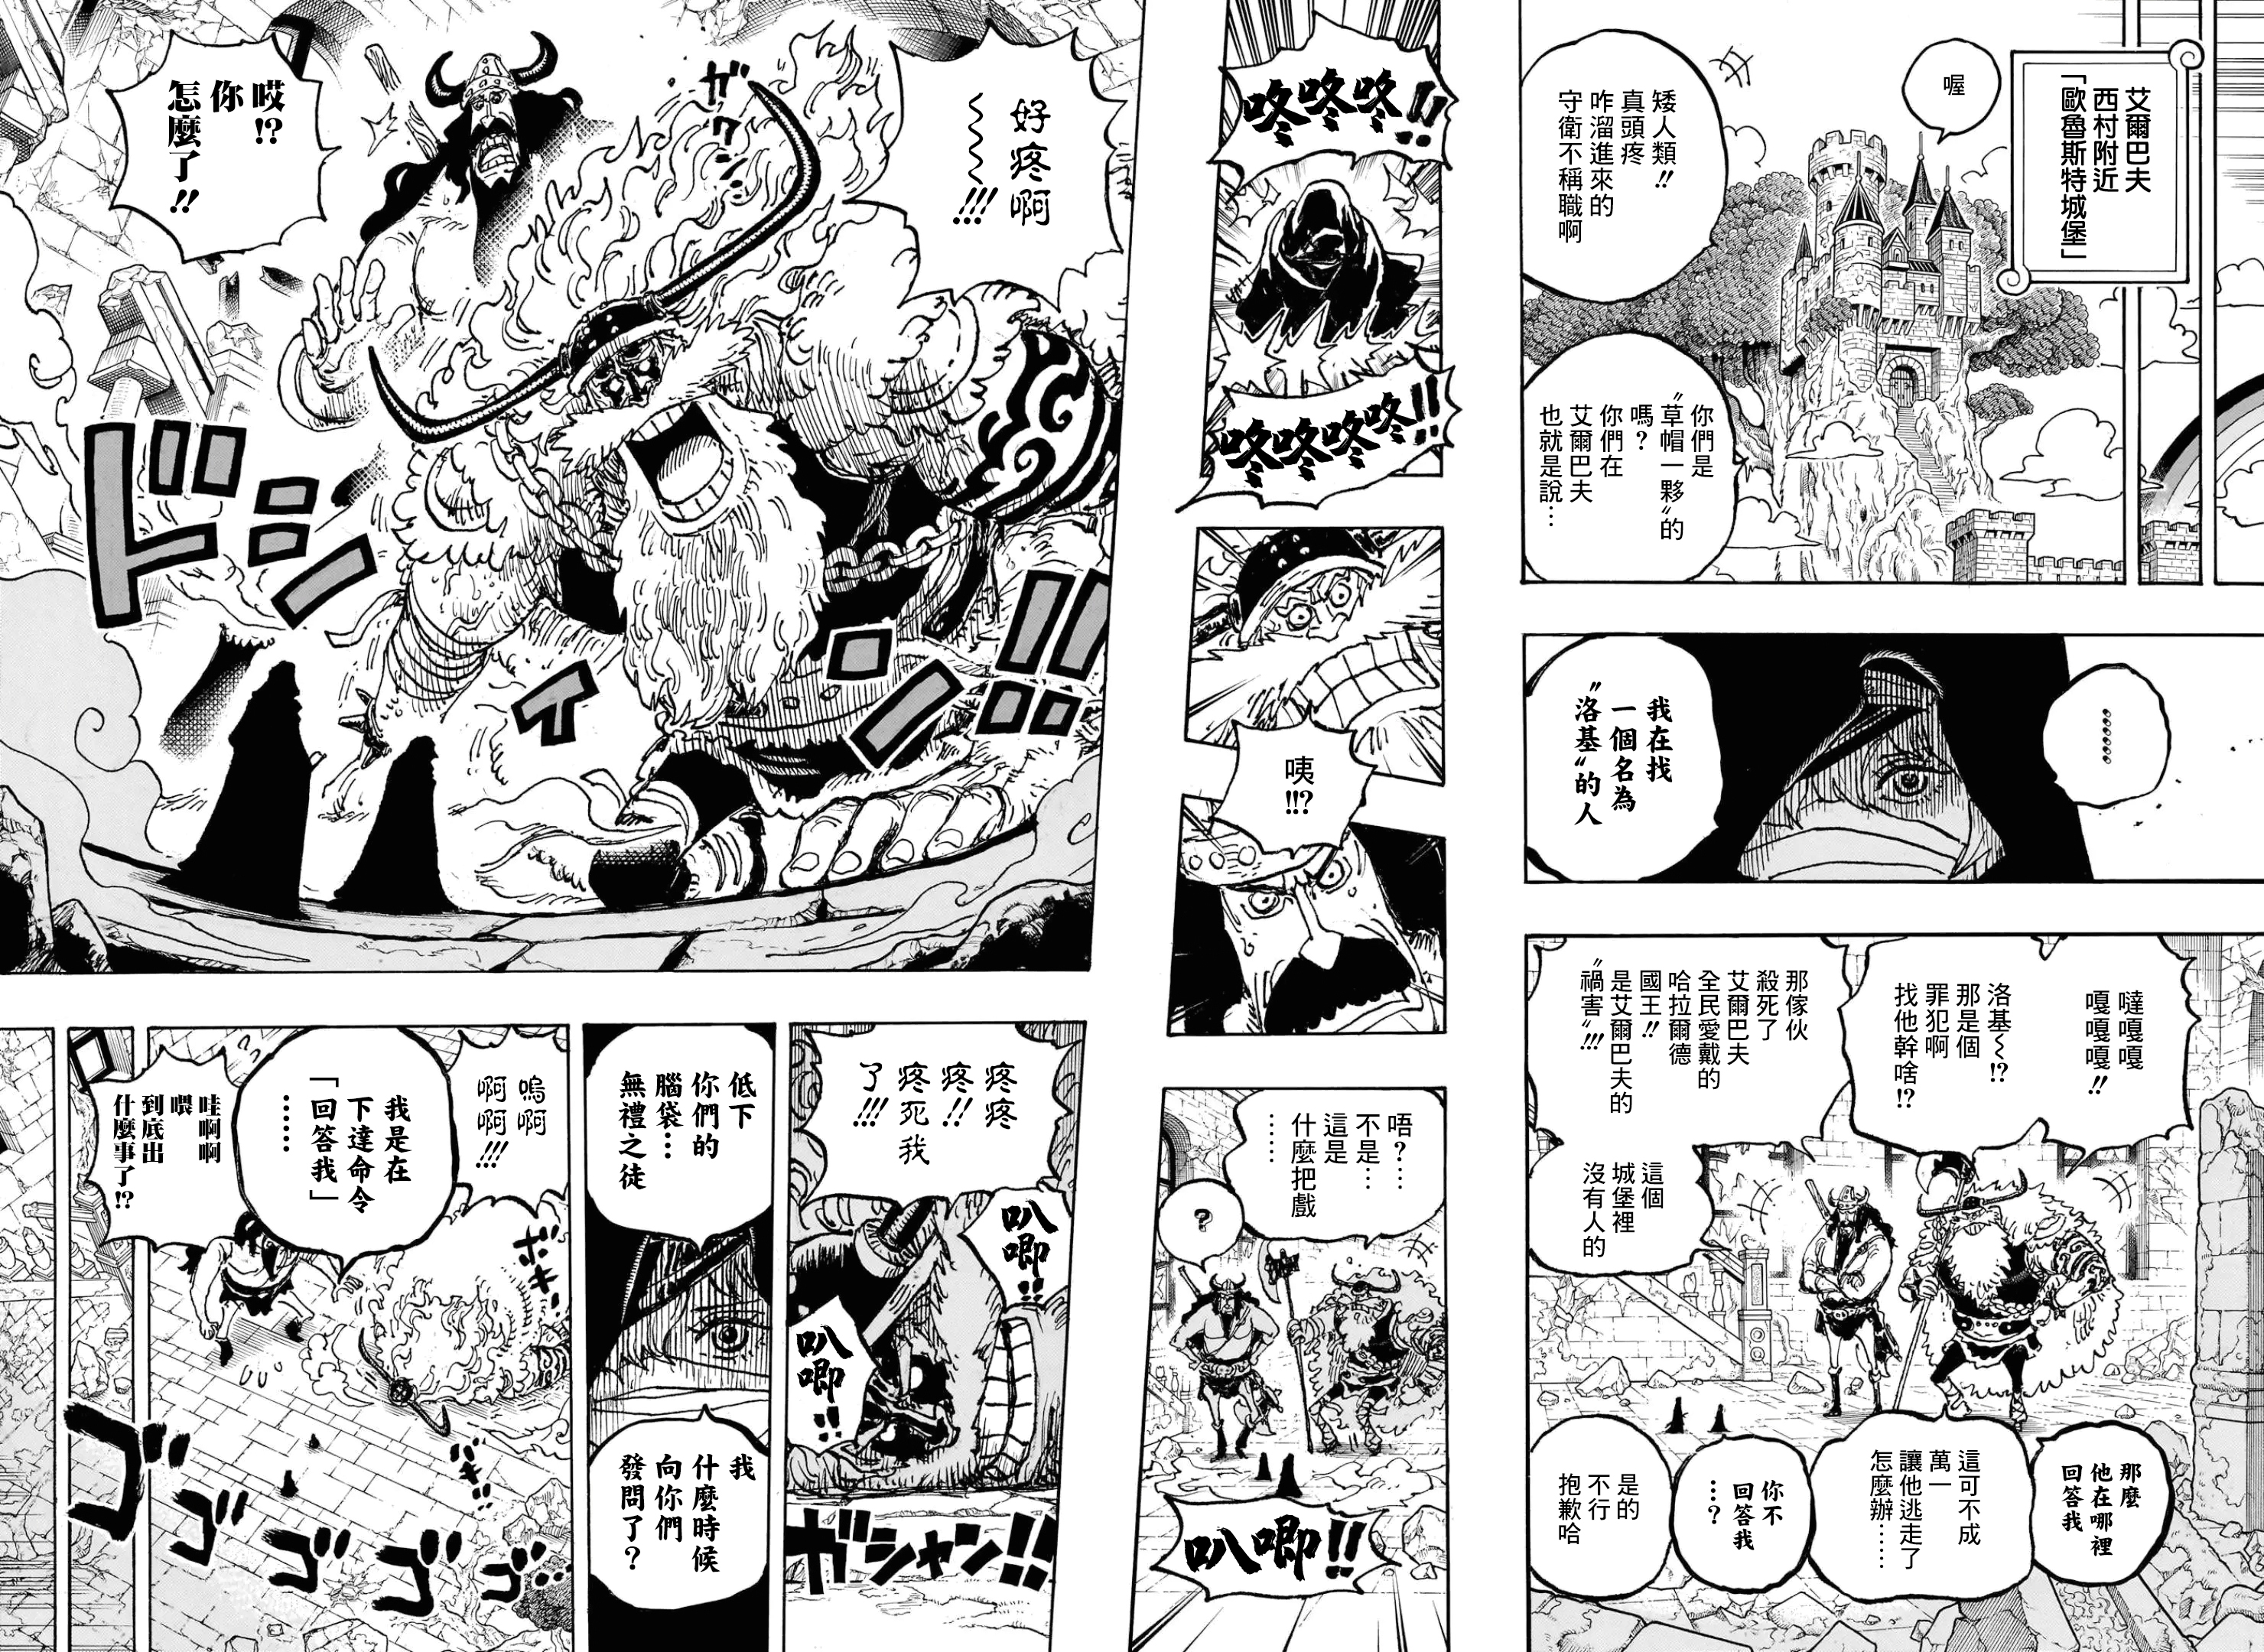 艾爾巴夫
西村附近
「歐魯斯特城堡」
喔
矮人類!!
真頭疼
咋溜進來的
守衛不稱職啊
你們是
〝草帽一夥〞的
嗎?
你們在
艾爾巴夫
也就是說…
………
我在找
一個名為
〝洛基〞的人
噠嘎嘎
嘎嘎嘎!!
洛基~!?
那是個
罪犯啊
找他幹啥!?
那傢伙
殺死了
艾爾巴夫
全民愛戴的
哈拉爾德
國王!!
是艾爾巴夫的
〝禍害〞!!!
這個
城堡裡
沒有人的
那麼
他在哪裡
回答我
這可不成
萬一
讓他逃走了
怎麼辦……
你不
回答我
…?
是的
不行
抱歉哈
咚咚咚!!
咚咚咚咚!!
咦!!?
唔?…
不是…
這是
什麼把戲
……
?
叭唧!!
好疼啊
~~~!!!
ガクン
哎!?
你
怎麼了!!
ドシィン!!
疼疼
疼!!
疼死我
了!!!
叭唧!!
叭唧!!
ガシャン!!
低下
你們的
腦袋…
無禮之徒
我
什麼時候
向你們
發問了?
嗚啊
啊啊!!!
我是在
下達命令
「回答我」
……
哇啊啊
喂
到底出
什麼事了!?
ボキ…
ゴゴゴゴゴ…